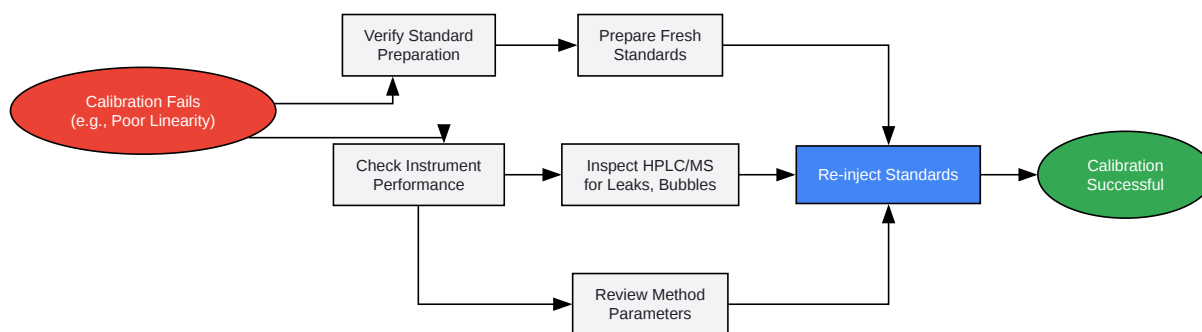 Verify Standard
Preparation
Prepare Fresh
Standards
Calibration Fails
(e.g., Poor Linearity)
Check Instrument
Performance
Inspect HPLC/MS
for Leaks, Bubbles
Re-inject Standards
Calibration
Successful
Review Method
Parameters